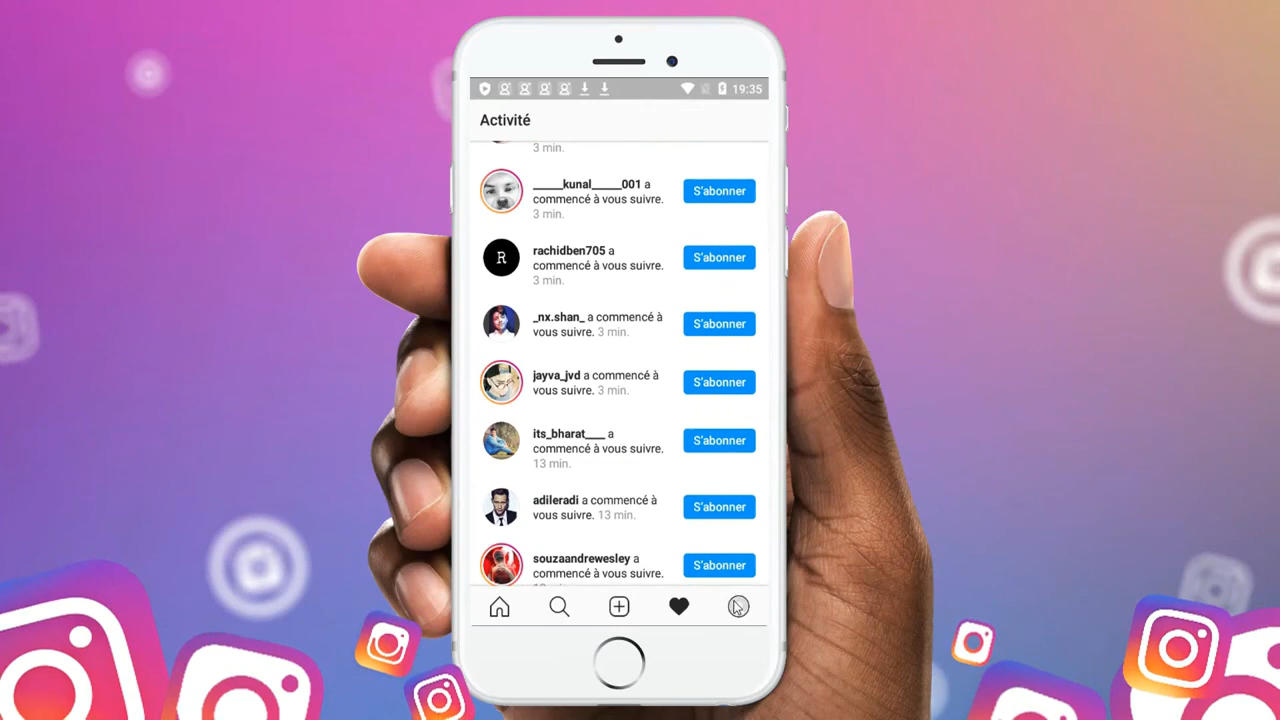 19:35
Activité
3 min.
_____kunal_____001 a
commencé à vous suivre.
3 min.
S'abonner
R
rachidben705 a
commencé à vous suivre.
3 min.
S'abonner
_nx.shan_ a commencé à
vous suivre. 3 min.
S'abonner
jayva_jvd a commencé à
vous suivre. 3 min.
S'abonner
its_bharat___ a
commencé à vous suivre.
13 min.
S'abonner
adileradi a commencé à
vous suivre. 13 min.
S'abonner
souzaandrewesley a
commencé à vous suivre.
S'abonner